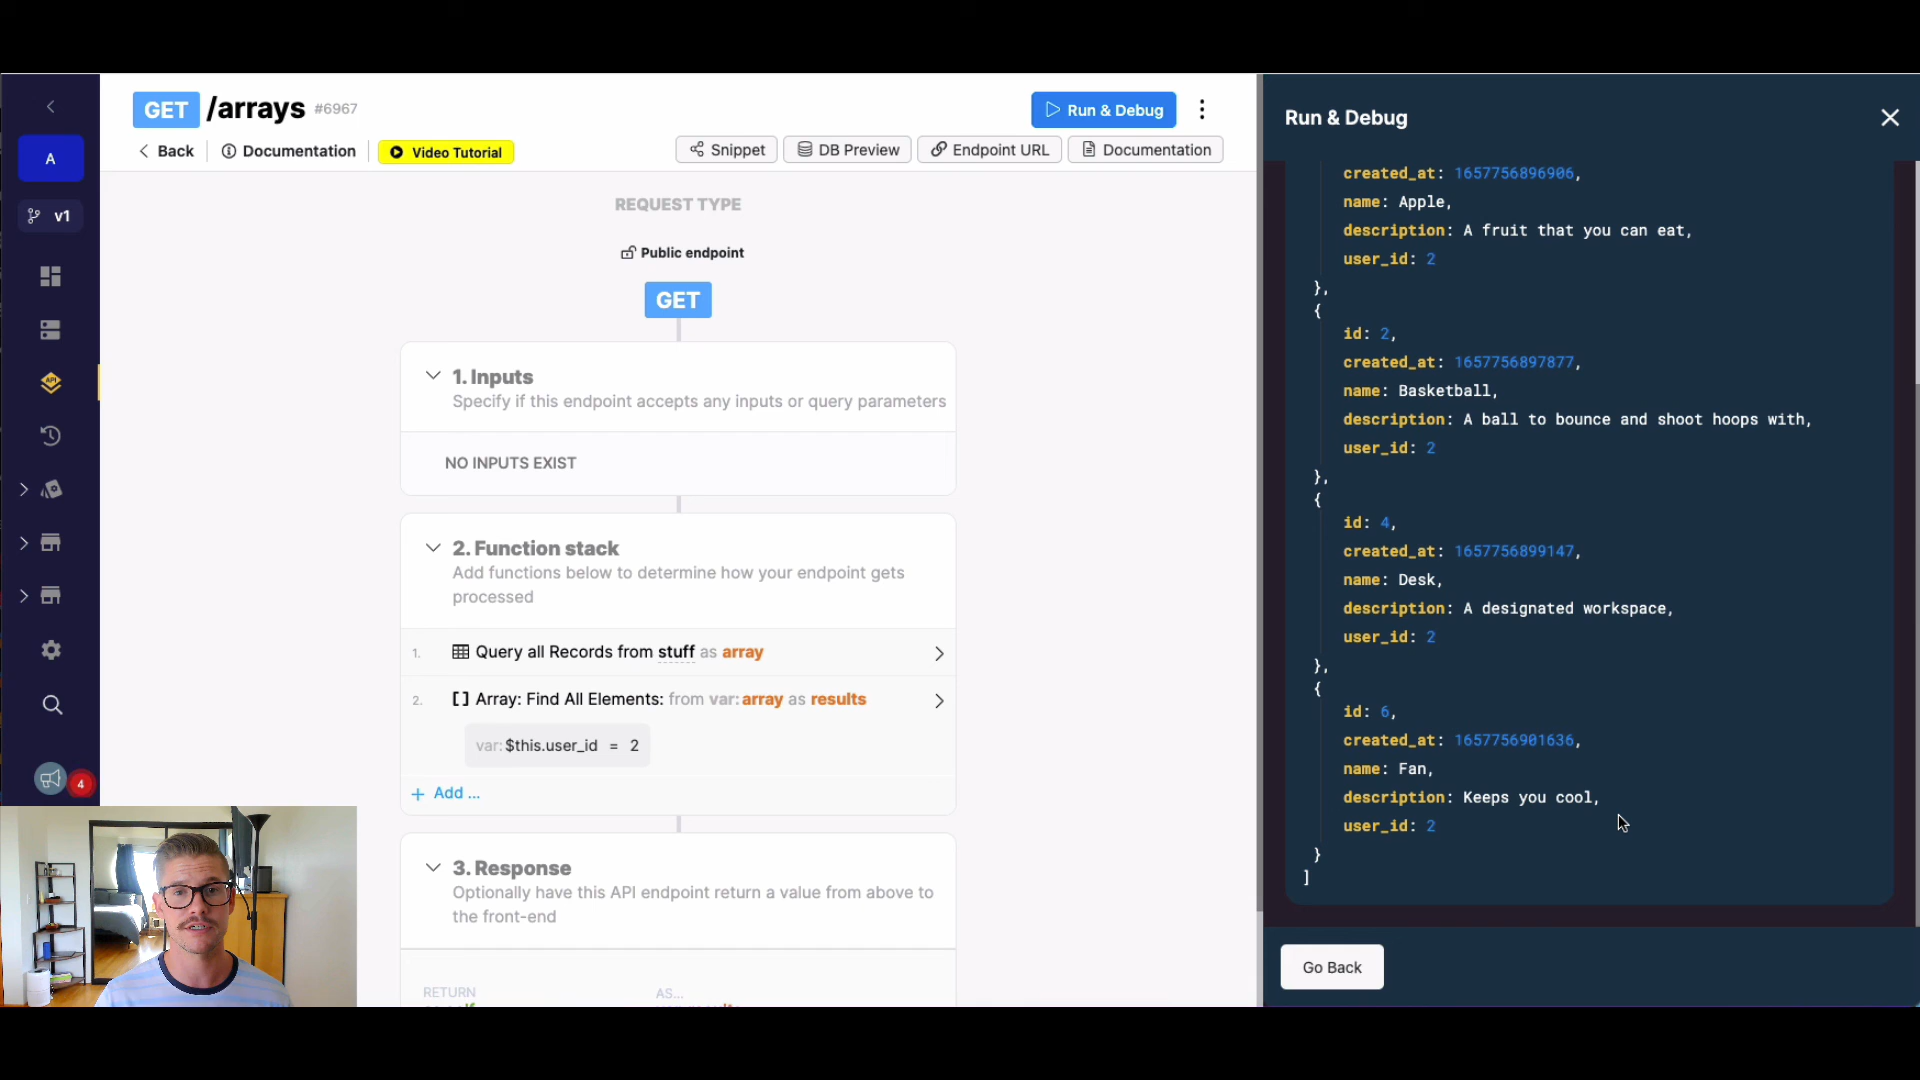 A
v1
4
GET /arrays #6967
Run & Debug
Back
Documentation
Video Tutorial
Snippet
DB Preview
Endpoint URL
Documentation
REQUEST TYPE
Public endpoint
GET
1. Inputs
Specify if this endpoint accepts any inputs or query parameters
NO INPUTS EXIST
2. Function stack
Add functions below to determine how your endpoint gets
processed
1. Query all Records from stuff as array
2. [ ] Array: Find All Elements: from var: array as results
var: $this.user_id = 2
+ Add ...
3. Response
Optionally have this API endpoint return a value from above to
the front-end
RETURN
AS...
Run & Debug
created_at: 1657756896906,
name: Apple,
description: A fruit that you can eat,
user_id: 2
},
{
id: 2,
created_at: 1657756897877,
name: Basketball,
description: A ball to bounce and shoot hoops with,
user_id: 2
},
{
id: 4,
created_at: 1657756899147,
name: Desk,
description: A designated workspace,
user_id: 2
},
{
id: 6,
created_at: 1657756901636,
name: Fan,
description: Keeps you cool,
user_id: 2
}
]
Go Back